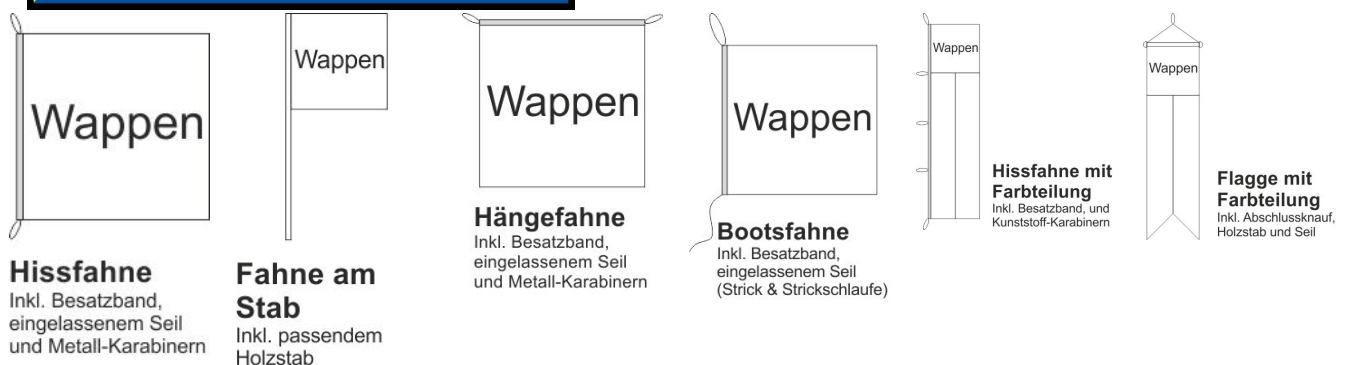 Wappen
Hissfahne
Inkl. Besatzband,
eingelassenem Seil
und Metall-Karabinern
Wappen
Fahne am
Stab
Inkl. passendem
Holzstab
Wappen
Hängefahne
Inkl. Besatzband,
eingelassenem Seil
und Metall-Karabinern
Wappen
Bootsfahne
Inkl. Besatzband,
eingelassenem Seil
(Strick & Strickschlaufe)
Wappen
Hissfahne mit
Farbteilung
Inkl. Besatzband, und
Kunststoff-Karabinern
Wappen
Flagge mit
Farbteilung
Inkl. Abschlussknauf,
Holzstab und Seil